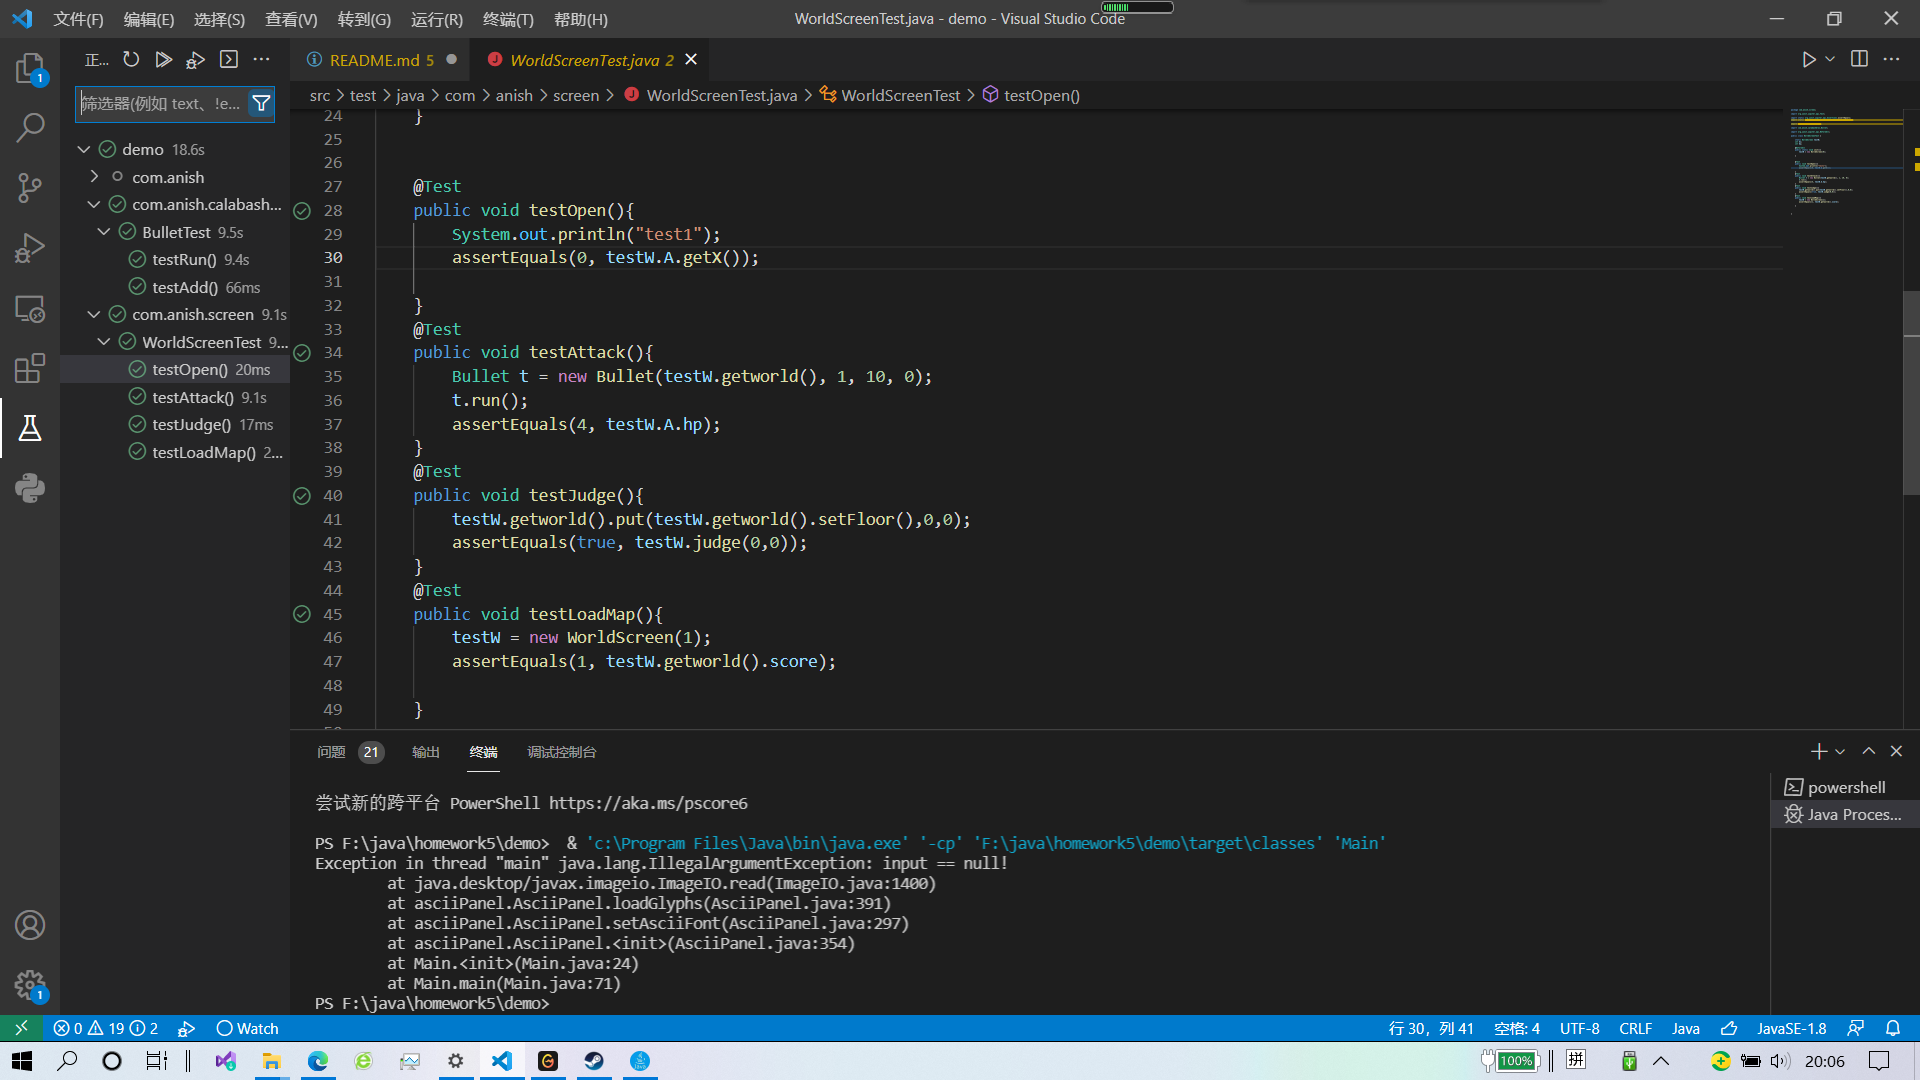 文件(F) 编辑(E) 选择(S) 查看(V) 转到(G) 运行(R) 终端(T) 帮助(H) WorldScreenTest.java - demo - Visual Studio Code
正...
README.md 5 WorldScreenTest.java 2
筛选器(例如 text、!e...
src > test > java > com > anish > screen > WorldScreenTest.java > WorldScreenTest > testOpen()
demo 18.6s
com.anish
com.anish.calabash...
BulletTest 9.5s
testRun() 9.4s
testAdd() 66ms
com.anish.screen 9.1s
WorldScreenTest 9...
testOpen() 20ms
testAttack() 9.1s
testJudge() 17ms
testLoadMap() 2...
24 }
25
26
27 @Test
28 public void testOpen(){
29 System.out.println("test1");
30 assertEquals(0, testW.A.getX());
31
32 }
33 @Test
34 public void testAttack(){
35 Bullet t = new Bullet(testW.getworld(), 1, 10, 0);
36 t.run();
37 assertEquals(4, testW.A.hp);
38 }
39 @Test
40 public void testJudge(){
41 testW.getworld().put(testW.getworld().setFloor(),0,0);
42 assertEquals(true, testW.judge(0,0));
43 }
44 @Test
45 public void testLoadMap(){
46 testW = new WorldScreen(1);
47 assertEquals(1, testW.getworld().score);
48
49 }
问题 21 输出 终端 调试控制台
powershell
Java Proces...
尝试新的跨平台 PowerShell https://aka.ms/pscore6
PS F:\java\homework5\demo> & 'c:\Program Files\Java\bin\java.exe' '-cp' 'F:\java\homework5\demo\target\classes' 'Main'
Exception in thread "main" java.lang.IllegalArgumentException: input == null!
at java.desktop/javax.imageio.ImageIO.read(ImageIO.java:1400)
at asciiPanel.AsciiPanel.loadGlyphs(AsciiPanel.java:391)
at asciiPanel.AsciiPanel.setAsciiFont(AsciiPanel.java:297)
at asciiPanel.AsciiPanel.<init>(AsciiPanel.java:354)
at Main.<init>(Main.java:24)
at Main.main(Main.java:71)
PS F:\java\homework5\demo>
1
1
0 19 2 Watch 行 30，列 41 空格: 4 UTF-8 CRLF Java JavaSE-1.8
100% 拼 20:06